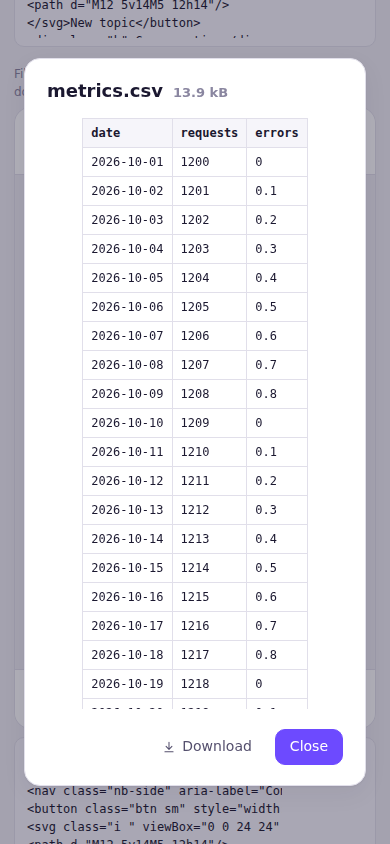 <path d="M12 5v14M5 12h14"/>
</svg>New topic</button>
metrics.csv 13.9 kB
date requests errors
2026-10-01 1200 0
2026-10-02 1201 0.1
2026-10-03 1202 0.2
2026-10-04 1203 0.3
2026-10-05 1204 0.4
2026-10-06 1205 0.5
2026-10-07 1206 0.6
2026-10-08 1207 0.7
2026-10-09 1208 0.8
2026-10-10 1209 0
2026-10-11 1210 0.1
2026-10-12 1211 0.2
2026-10-13 1212 0.3
2026-10-14 1213 0.4
2026-10-15 1214 0.5
2026-10-16 1215 0.6
2026-10-17 1216 0.7
2026-10-18 1217 0.8
2026-10-19 1218 0
Download Close
<nav class="nb-side" aria-label="Co
<button class="btn sm" style="width
<svg class="i " viewBox="0 0 24 24"
<path d="M12 5v14M5 12h14"/>